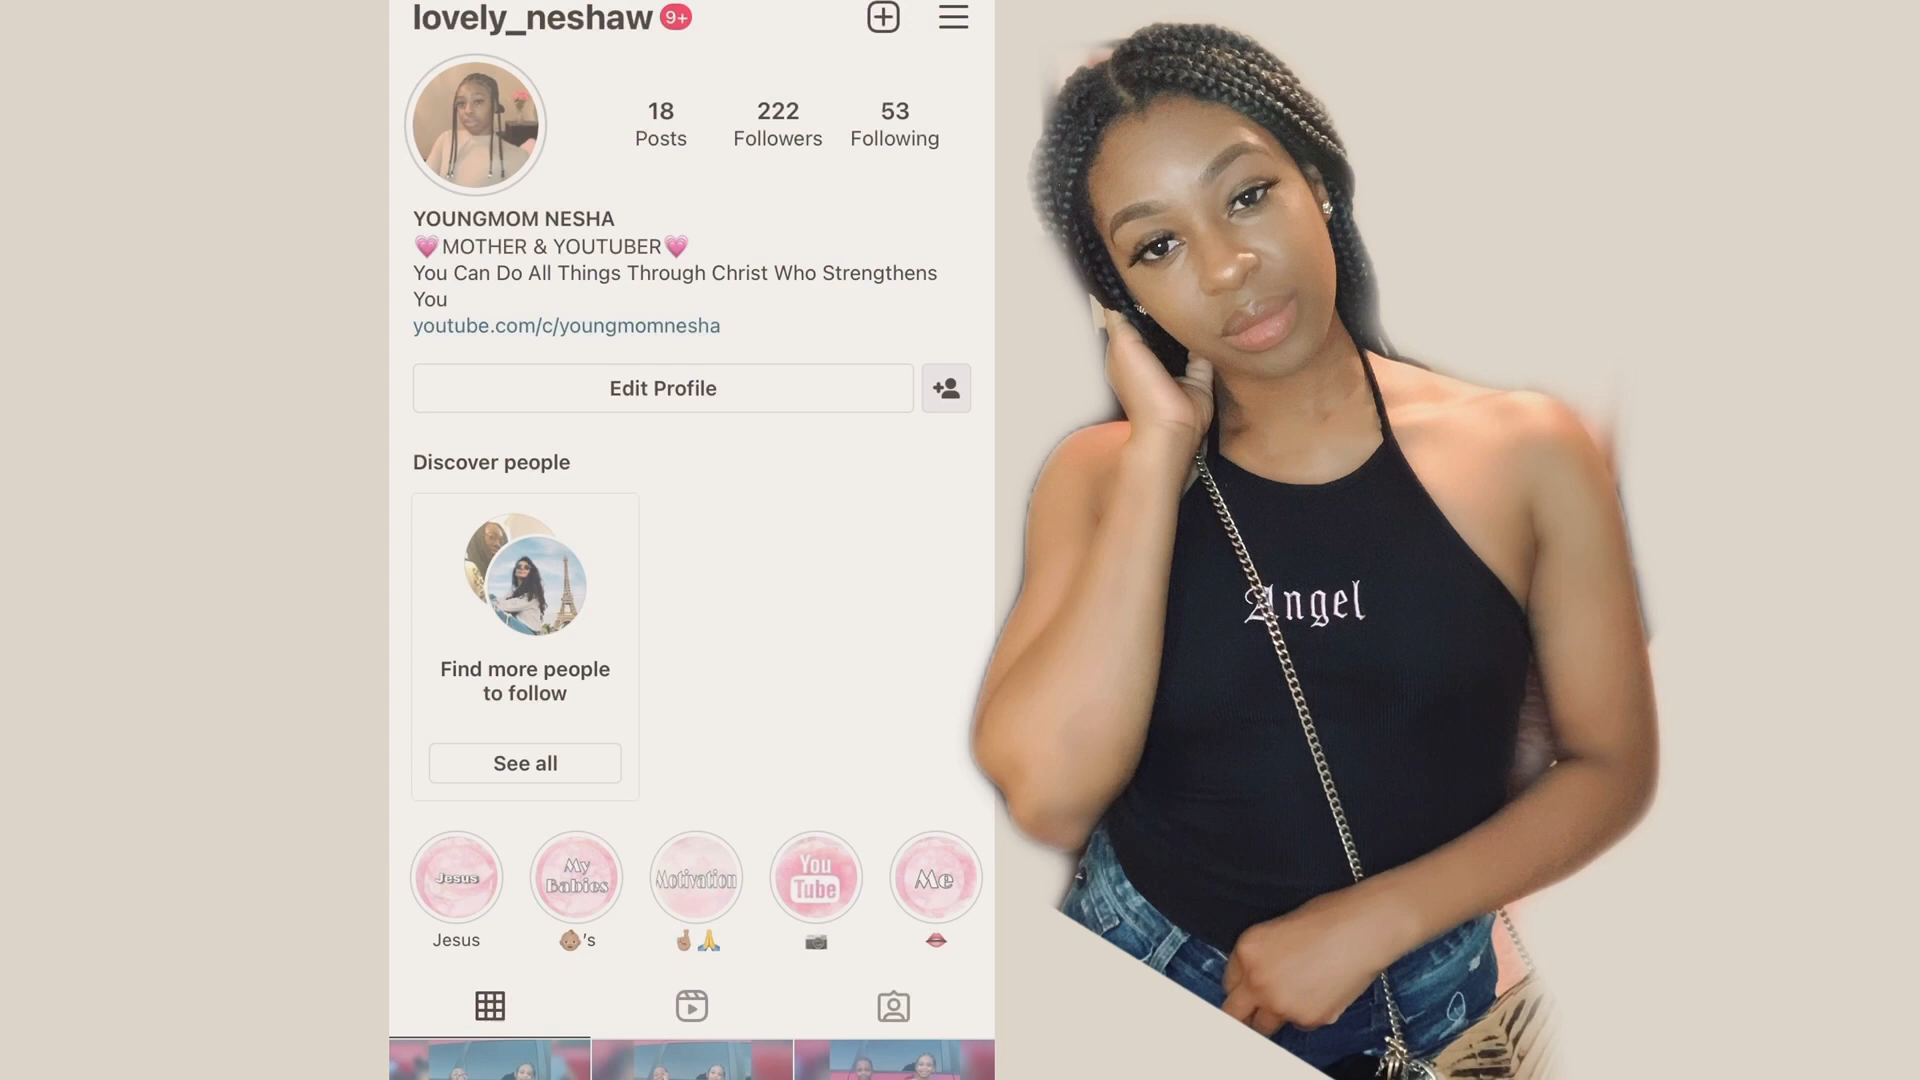 lovely_neshaw 9+
18 222 53
Posts Followers Following
YOUNGMOM NESHA
💗MOTHER & YOUTUBER💗
You Can Do All Things Through Christ Who Strengthens
You
youtube.com/c/youngmomnesha
Edit Profile
Discover people
Find more people
to follow
See all
Jesus
My
Babies
Motivation
You
Tube
Me
Jesus
👶🏽's
🤞🏽🙏
📷
👄
Angel